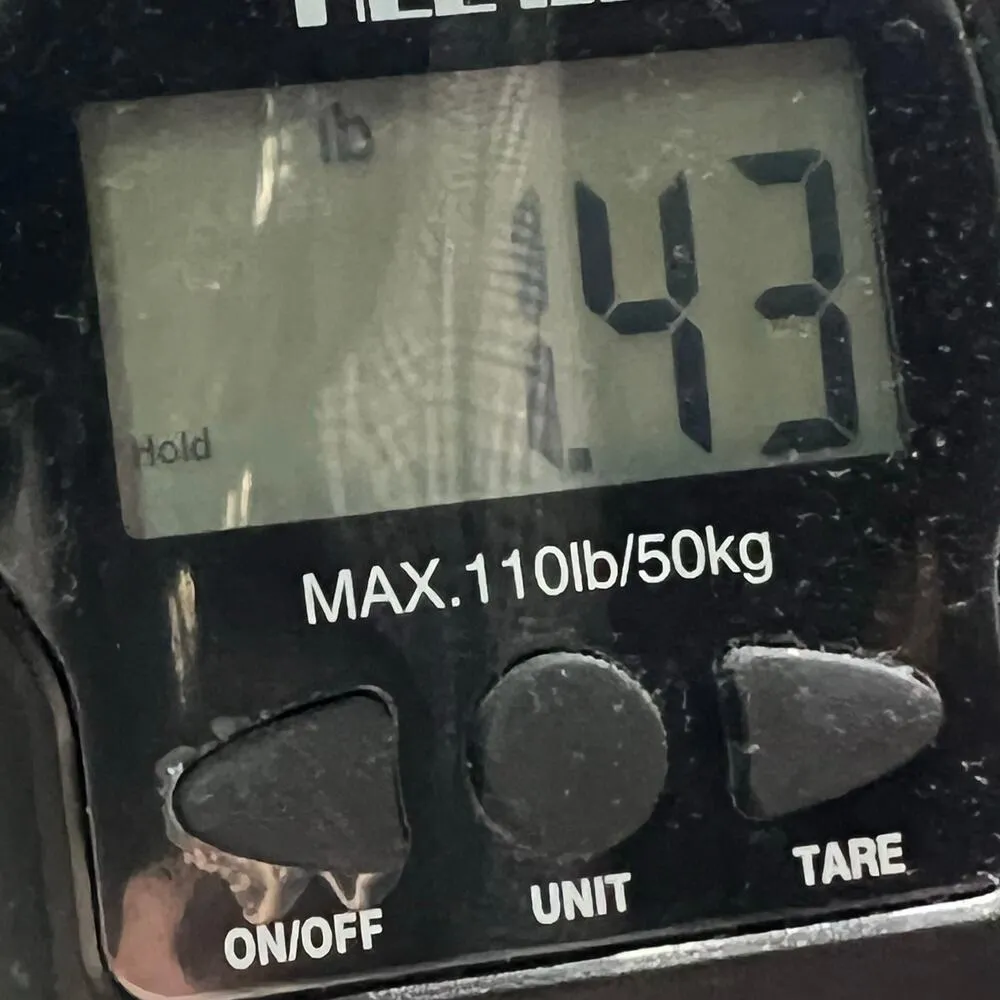 lb
1.43
Hold
MAX.110lb/50kg
ON/OFF UNIT TARE